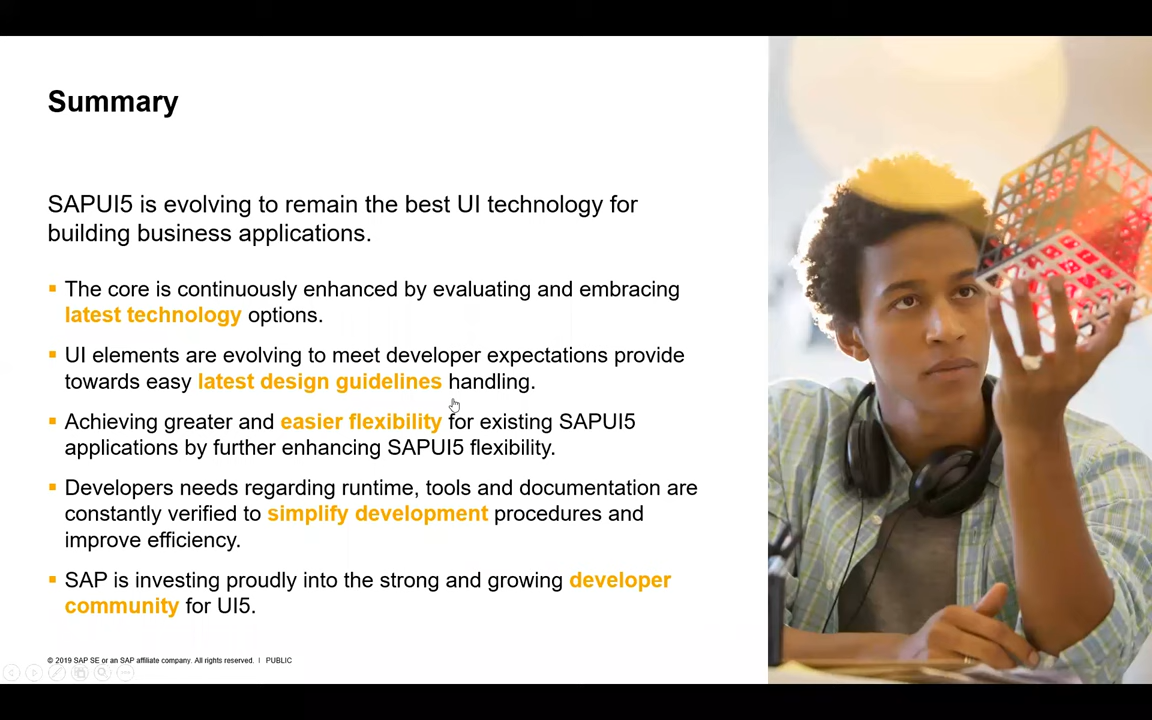 Summary
SAPUI5 is evolving to remain the best UI technology for
building business applications.
The core is continuously enhanced by evaluating and embracing
latest technology options.
UI elements are evolving to meet developer expectations provide
towards easy latest design guidelines handling.
Achieving greater and easier flexibility for existing SAPUI5
applications by further enhancing SAPUI5 flexibility.
Developers needs regarding runtime, tools and documentation are
constantly verified to simplify development procedures and
improve efficiency.
SAP is investing proudly into the strong and growing developer
community for UI5.
© 2019 SAP SE or an SAP affiliate company. All rights reserved. | PUBLIC